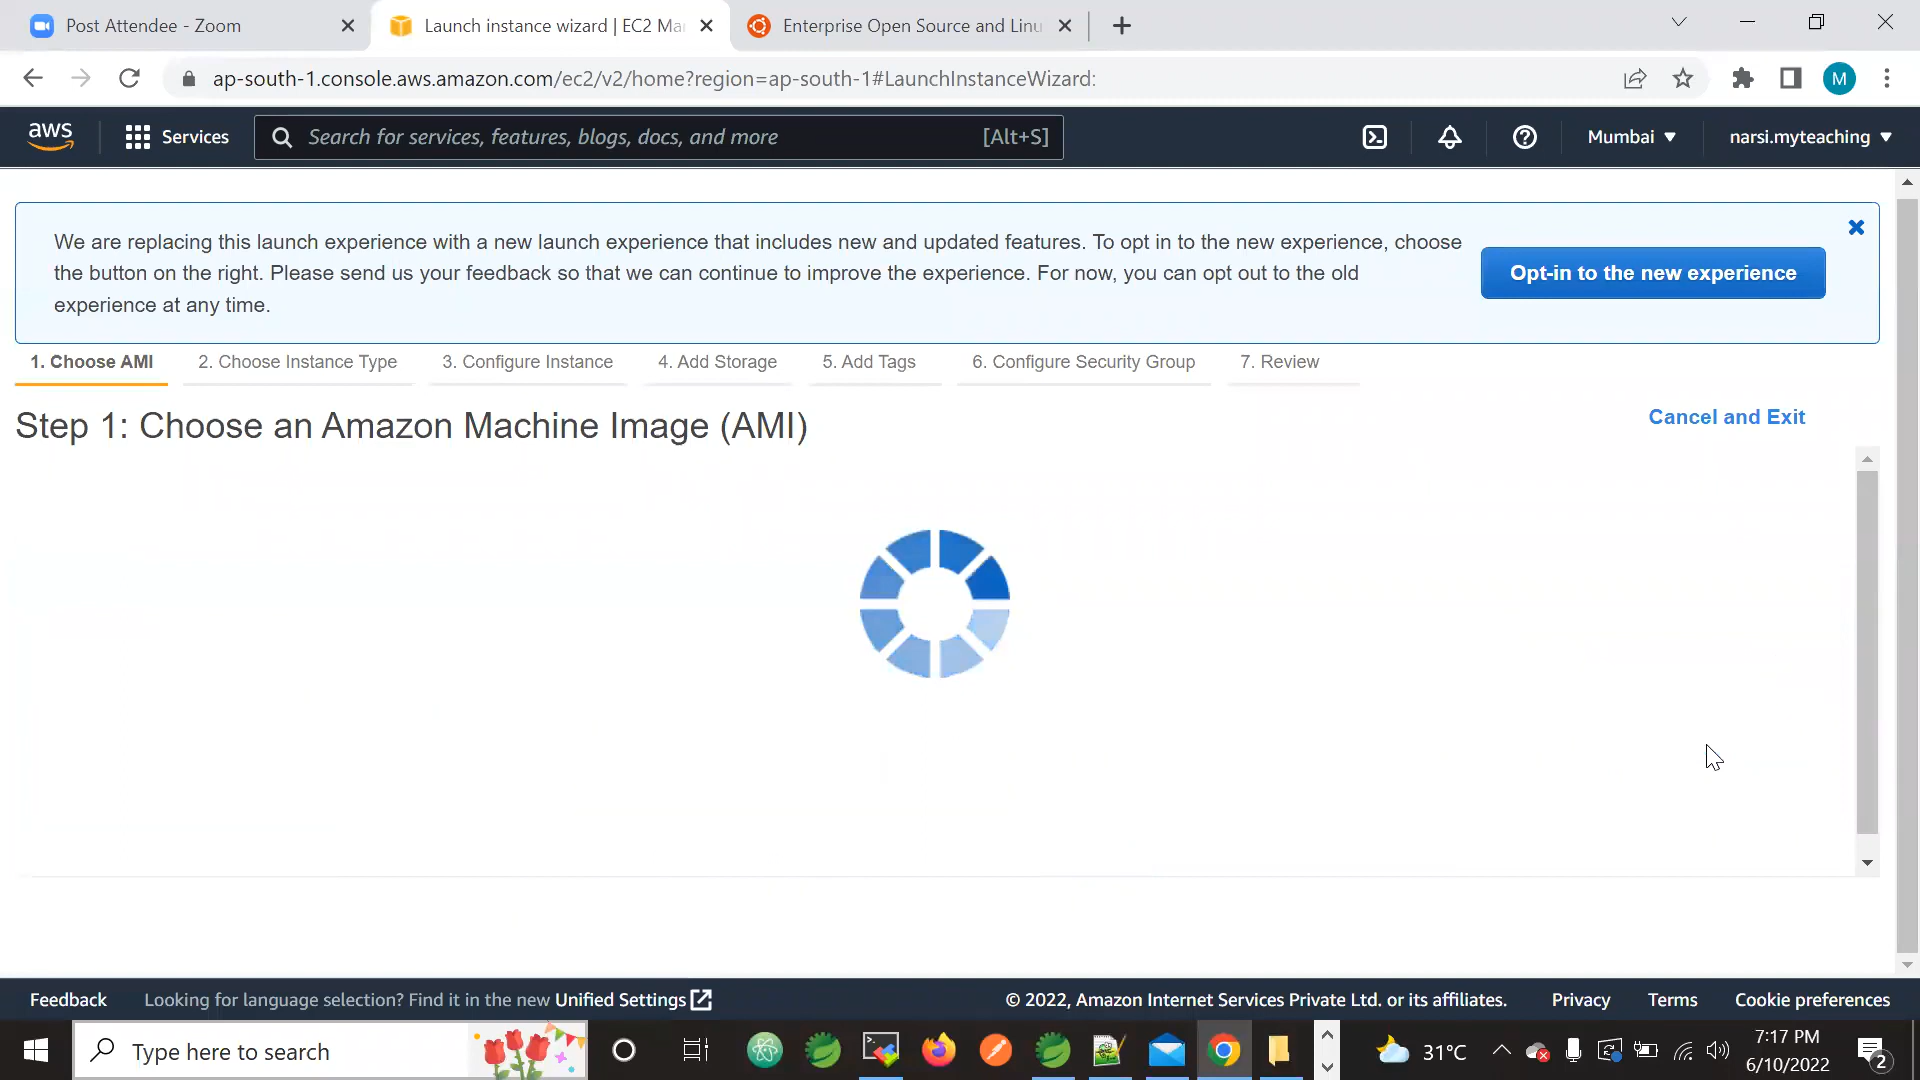 Post Attendee - Zoom
Launch instance wizard | EC2 Ma
Enterprise Open Source and Linu
ap-south-1.console.aws.amazon.com/ec2/v2/home?region=ap-south-1#LaunchInstanceWizard:
M
aws
Services
Search for services, features, blogs, docs, and more
[Alt+S]
Mumbai
narsi.myteaching
We are replacing this launch experience with a new launch experience that includes new and updated features. To opt in to the new experience, choose
the button on the right. Please send us your feedback so that we can continue to improve the experience. For now, you can opt out to the old
experience at any time.
Opt-in to the new experience
1. Choose AMI
2. Choose Instance Type
3. Configure Instance
4. Add Storage
5. Add Tags
6. Configure Security Group
7. Review
Step 1: Choose an Amazon Machine Image (AMI)
Cancel and Exit
Feedback
Looking for language selection? Find it in the new Unified Settings
© 2022, Amazon Internet Services Private Ltd. or its affiliates.
Privacy
Terms
Cookie preferences
Type here to search
31°C
7:17 PM
6/10/2022
2